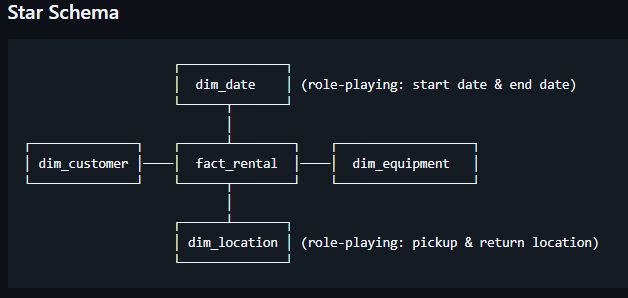 Star Schema
dim_date (role-playing: start date & end date)
dim_customer fact_rental dim_equipment
dim_location (role-playing: pickup & return location)